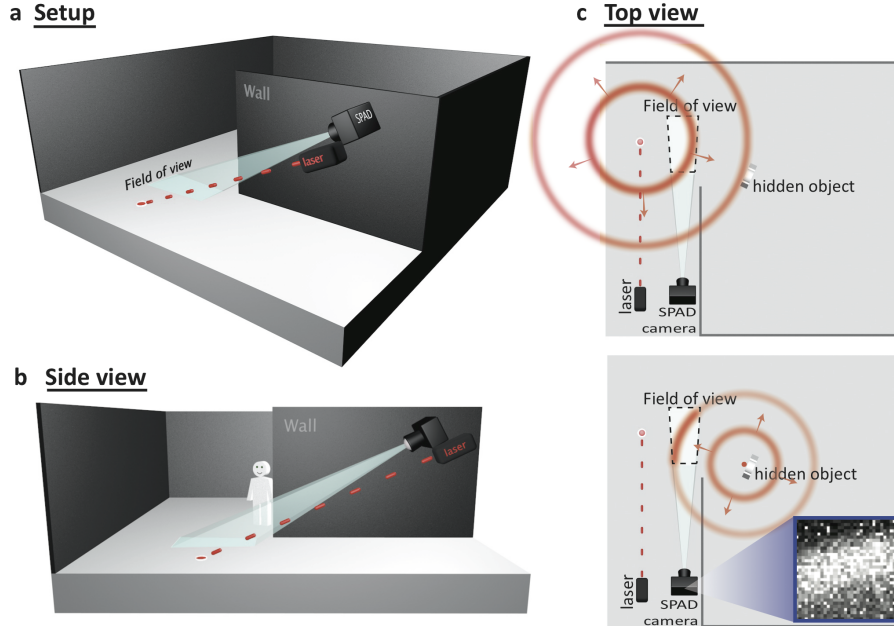 a Setup
Wall
SPAD
laser
Field of view
b Side view
Wall
laser
c Top view
Field of view
hidden object
laser
SPAD
camera
Field of view
hidden object
laser
SPAD
camera